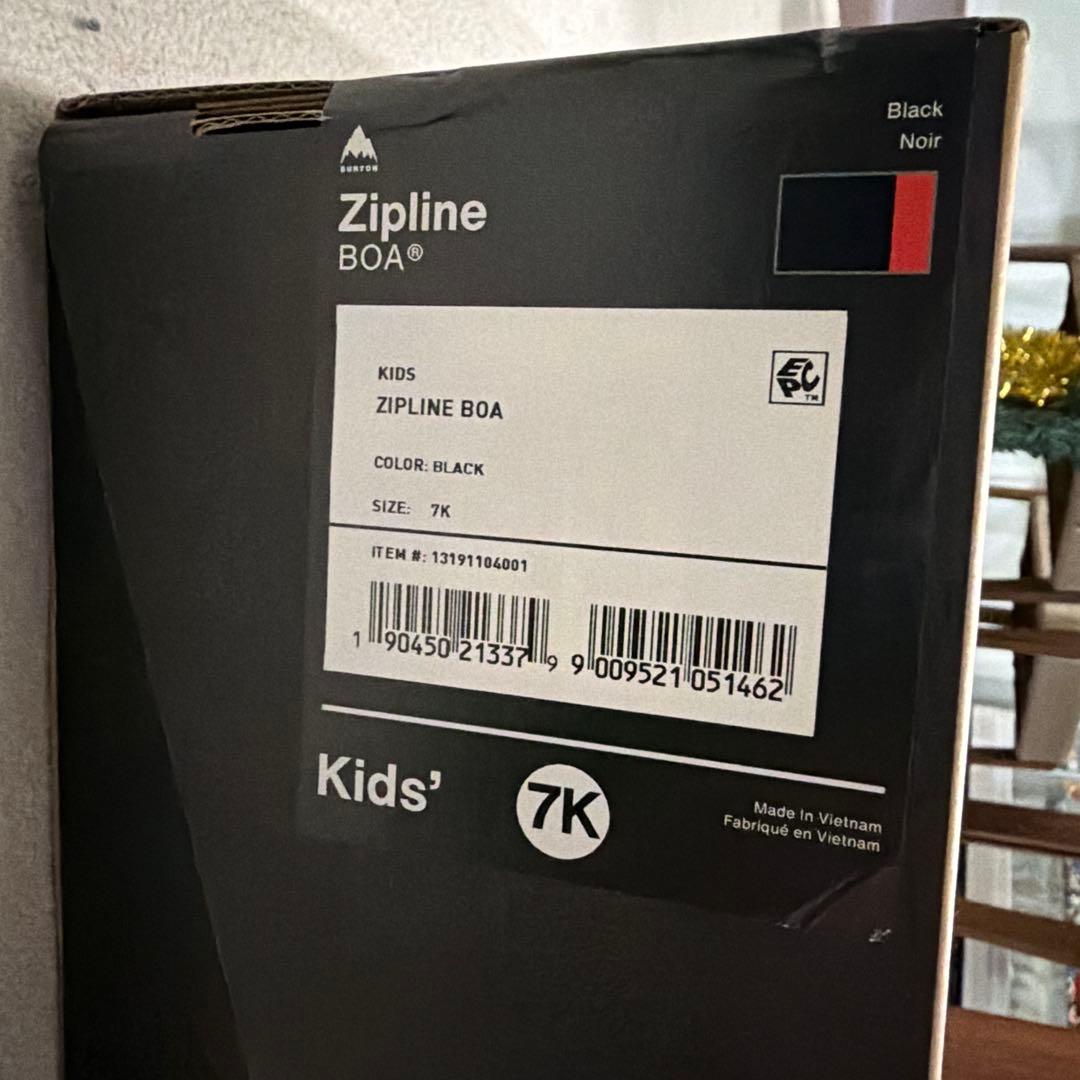 Black
Noir
BURTON
Zipline
BOA®
KIDS
ZIPLINE BOA
EPC™
COLOR: BLACK
SIZE: 7K
ITEM #: 13191104001
1 90450 21337 9
9 009521 051462
Kids’
7K
Made In Vietnam
Fabriqué en Vietnam